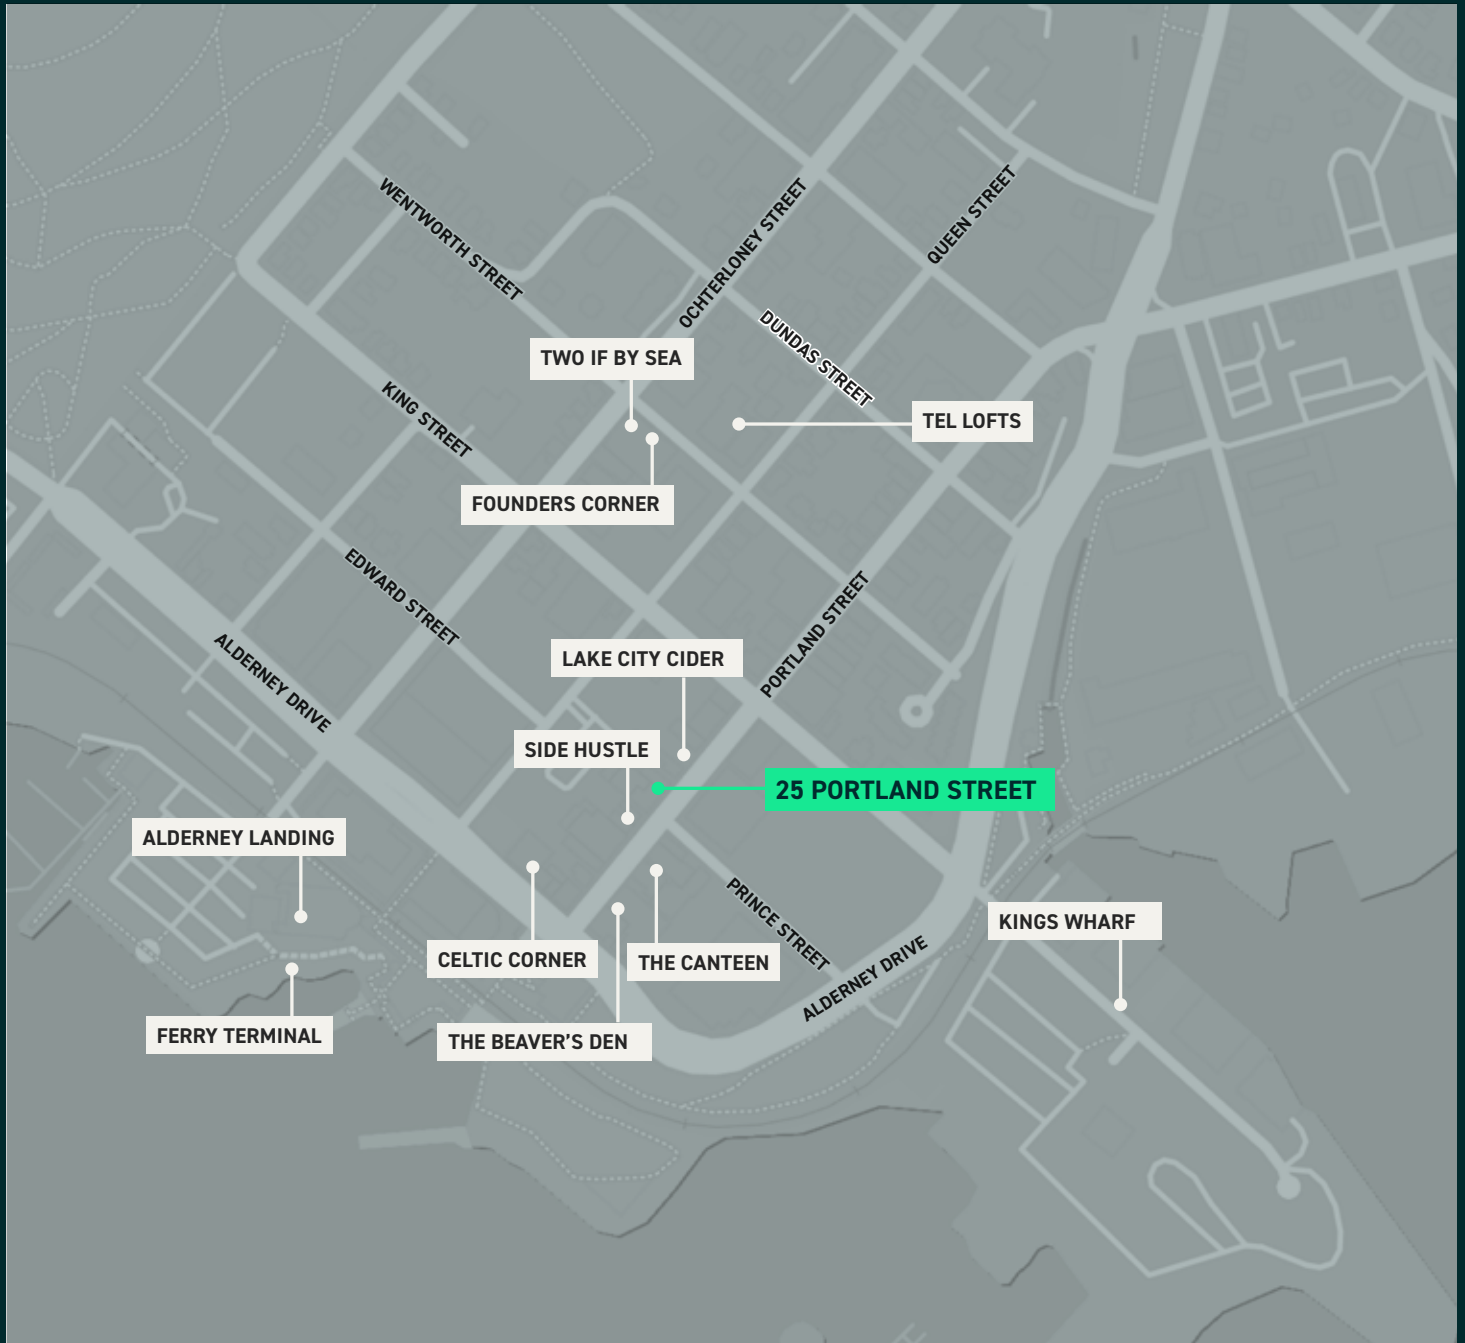 WENTWORTH STREET
OCHTERLONEY STREET
QUEEN STREET
DUNDAS STREET
TWO IF BY SEA
KING STREET
TEL LOFTS
FOUNDERS CORNER
EDWARD STREET
PORTLAND STREET
ALDERNEY DRIVE
LAKE CITY CIDER
SIDE HUSTLE
25 PORTLAND STREET
ALDERNEY LANDING
PRINCE STREET
KINGS WHARF
CELTIC CORNER
THE CANTEEN
ALDERNEY DRIVE
FERRY TERMINAL
THE BEAVER'S DEN